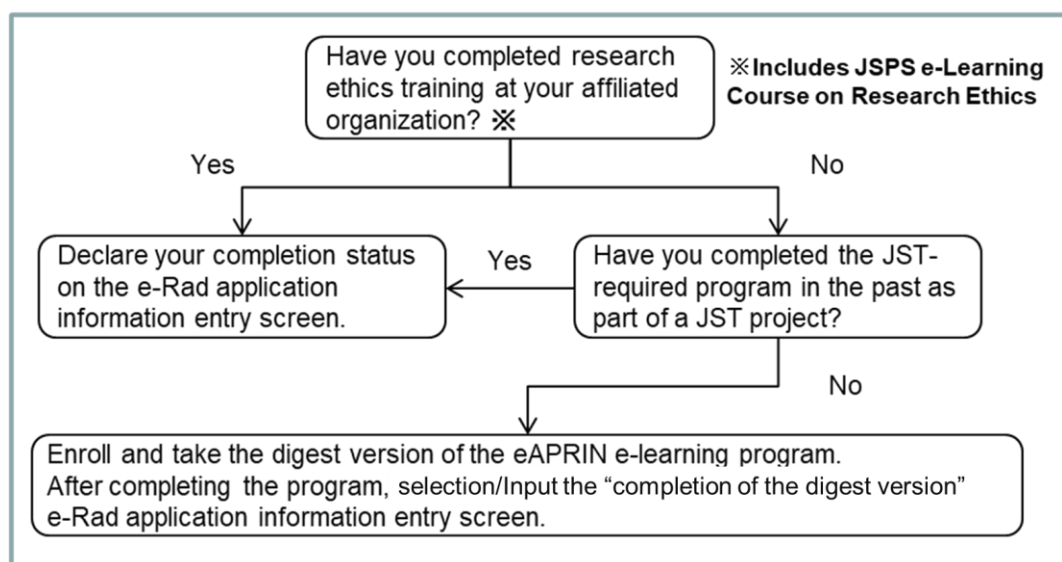 Have you completed research
ethics training at your affiliated
organization? ※
※Includes JSPS e-Learning
Course on Research Ethics
Yes
No
Declare your completion status
on the e-Rad application
information entry screen.
Yes
Have you completed the JST-
required program in the past as
part of a JST project?
No
Enroll and take the digest version of the eAPRIN e-learning program.
After completing the program, selection/Input the “completion of the digest version”
e-Rad application information entry screen.